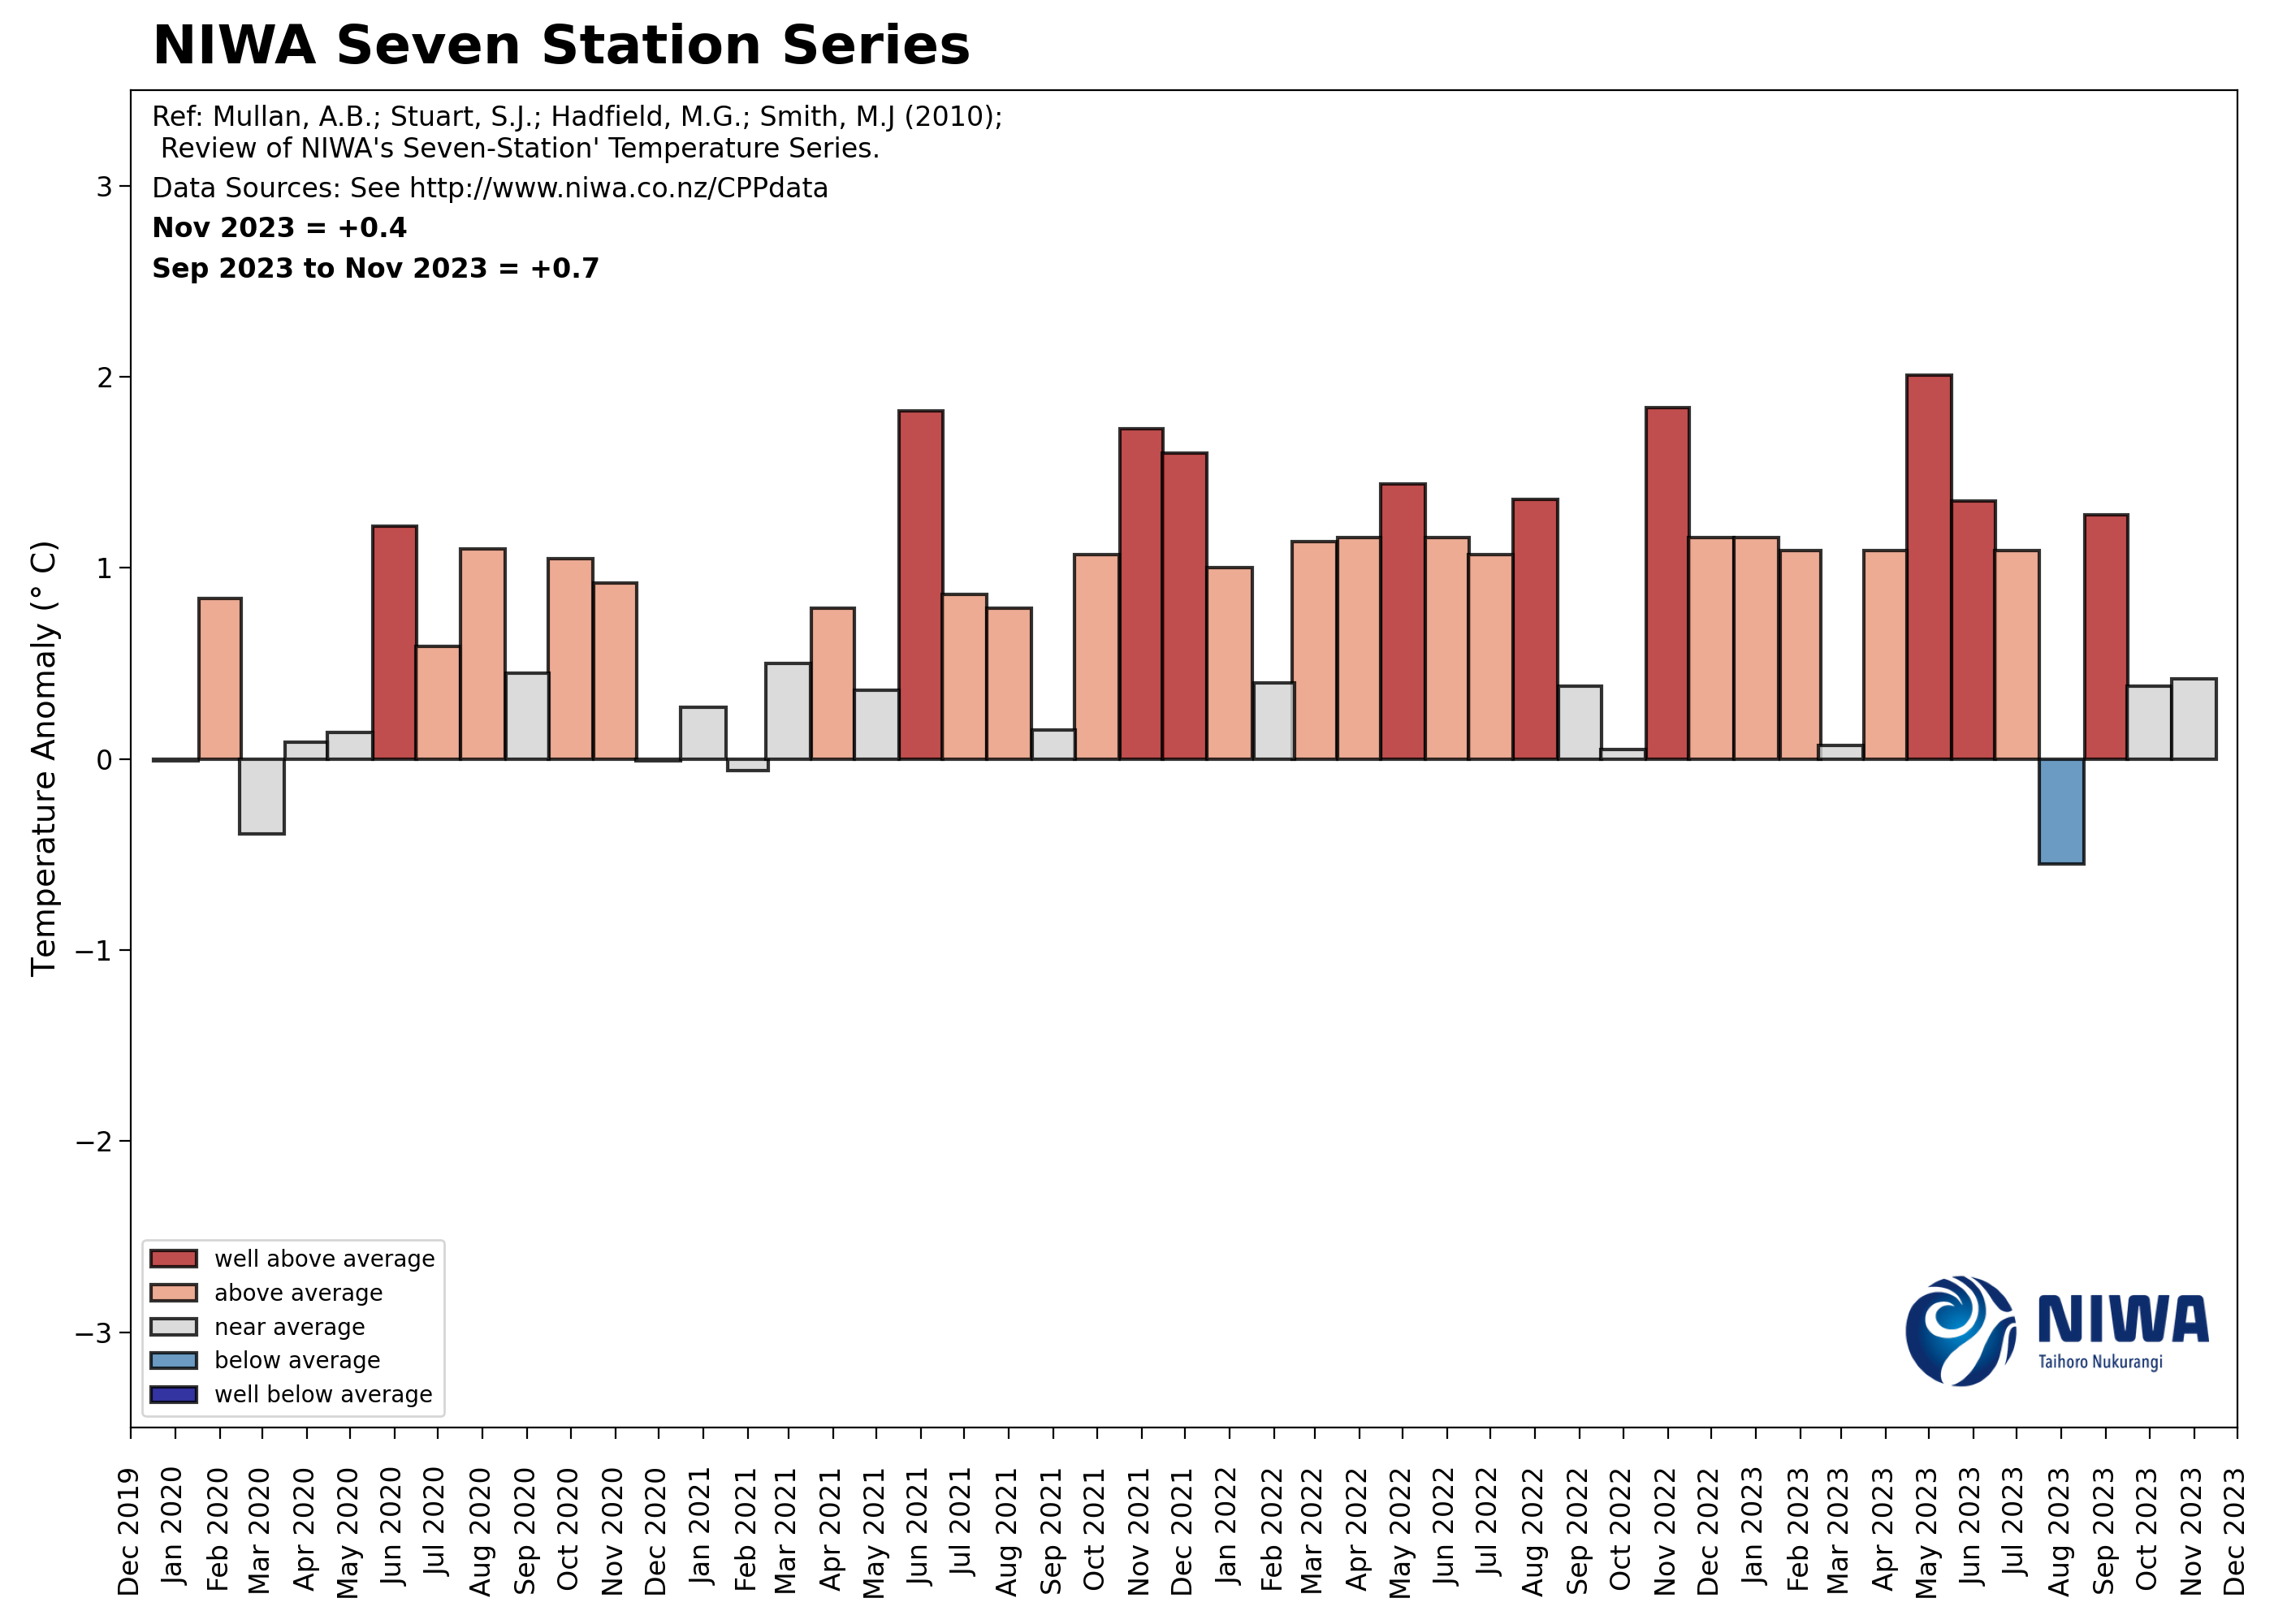 NIWA Seven Station Series
Ref: Mullan, A.B.; Stuart, S.J.; Hadfield, M.G.; Smith, M.J (2010);
Review of NIWA's Seven-Station' Temperature Series.
Data Sources: See http://www.niwa.co.nz/CPPdata
Nov 2023 = +0.4
Sep 2023 to Nov 2023 = +0.7
Temperature Anomaly (° C)
3
2
1
0
−1
−2
−3
well above average
above average
near average
below average
well below average
NIWA
Taihoro Nukurangi
Dec 2019
Jan 2020
Feb 2020
Mar 2020
Apr 2020
May 2020
Jun 2020
Jul 2020
Aug 2020
Sep 2020
Oct 2020
Nov 2020
Dec 2020
Jan 2021
Feb 2021
Mar 2021
Apr 2021
May 2021
Jun 2021
Jul 2021
Aug 2021
Sep 2021
Oct 2021
Nov 2021
Dec 2021
Jan 2022
Feb 2022
Mar 2022
Apr 2022
May 2022
Jun 2022
Jul 2022
Aug 2022
Sep 2022
Oct 2022
Nov 2022
Dec 2022
Jan 2023
Feb 2023
Mar 2023
Apr 2023
May 2023
Jun 2023
Jul 2023
Aug 2023
Sep 2023
Oct 2023
Nov 2023
Dec 2023